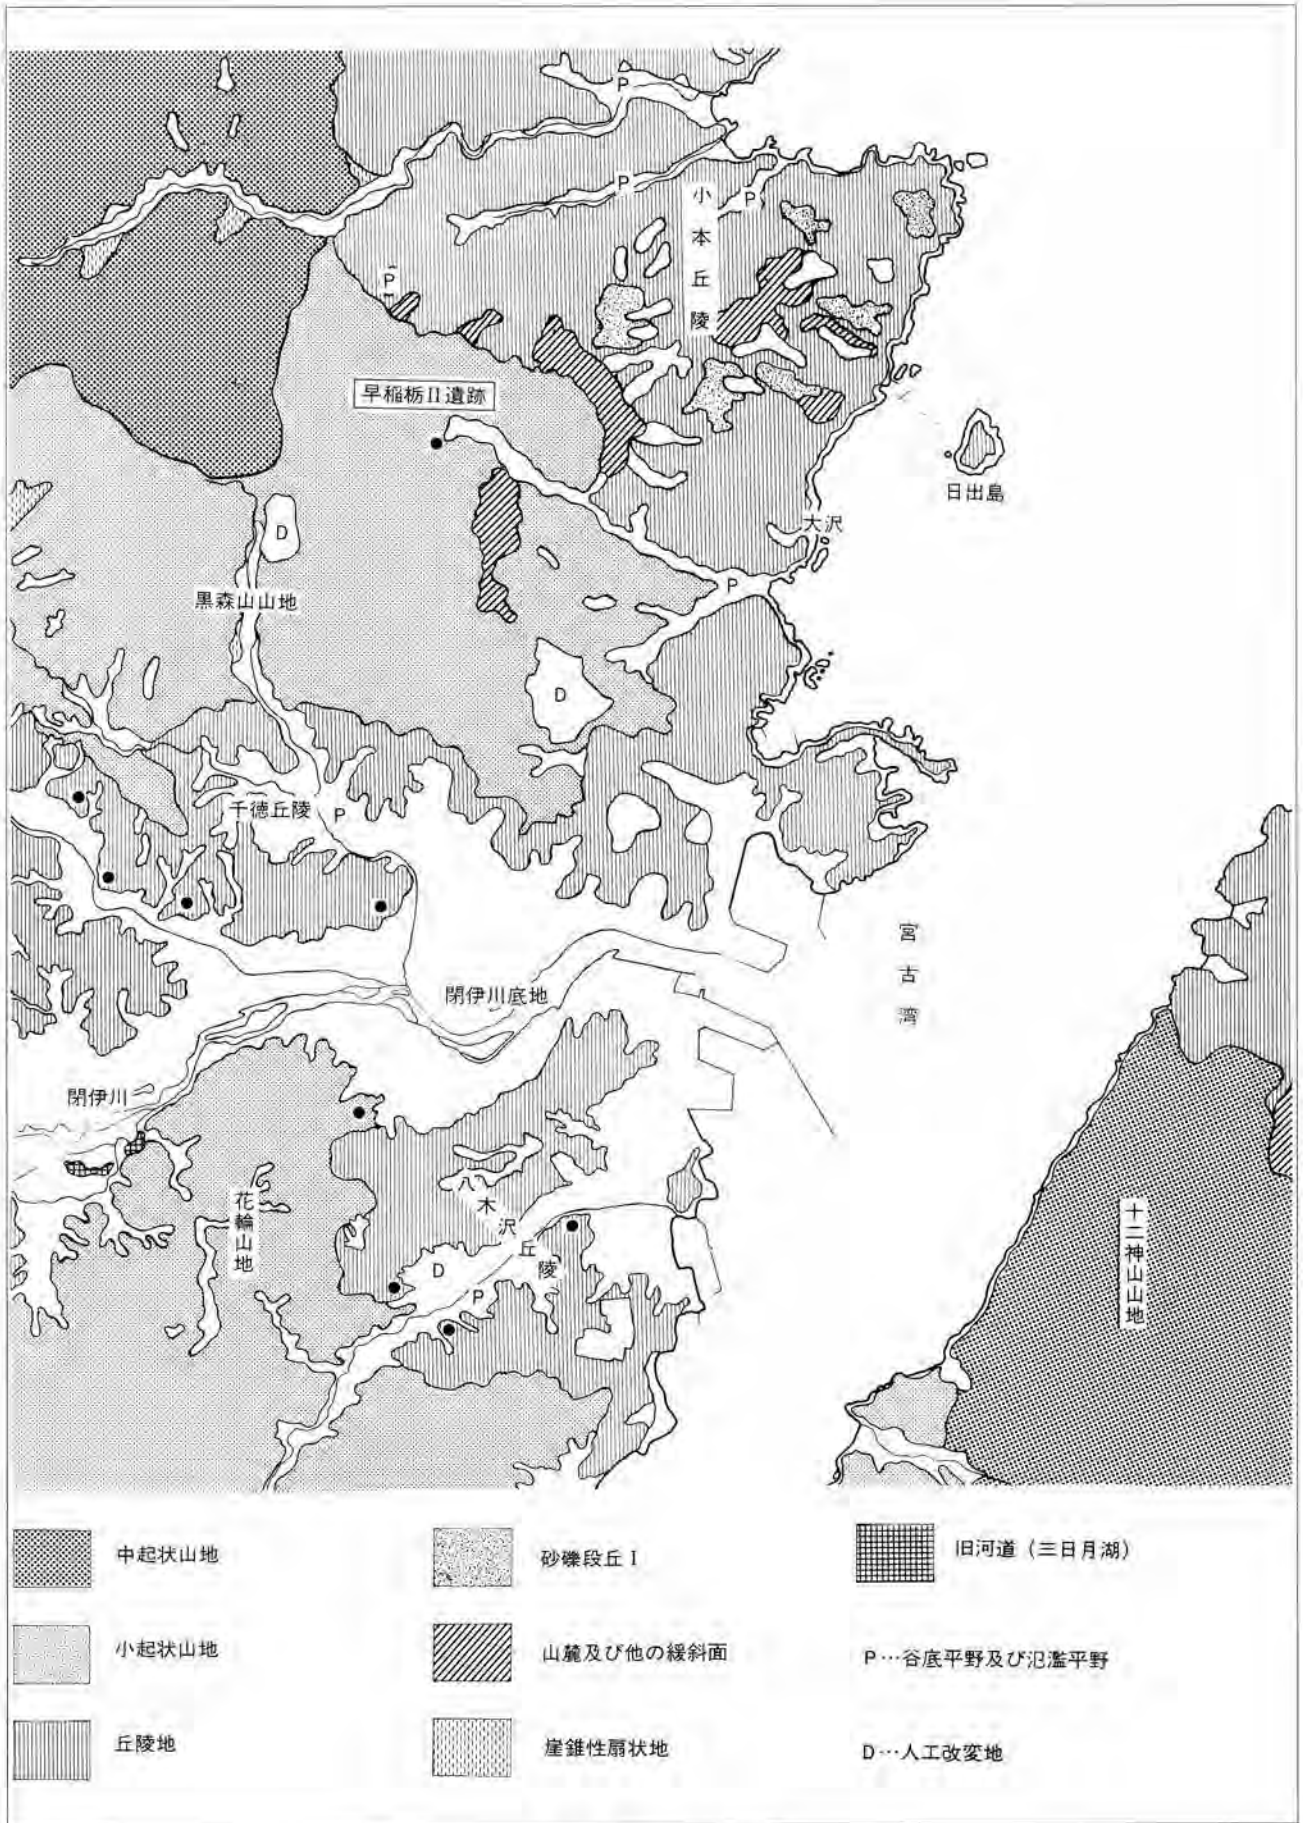 P
P
P
小本丘陵
P
早稲栃II遺跡
日出島
大沢
D
P
黒森山山地
D
千徳丘陵
P
宮古湾
閉伊川底地
閉伊川
花輪山地
八木沢丘陵
D
P
十二神山山地
中起状山地
砂礫段丘I
旧河道(三日月湖)
小起状山地
山麓及び他の緩斜面
P…谷底平野及び氾濫平野
丘陵地
崖錐性扇状地
D…人工改変地